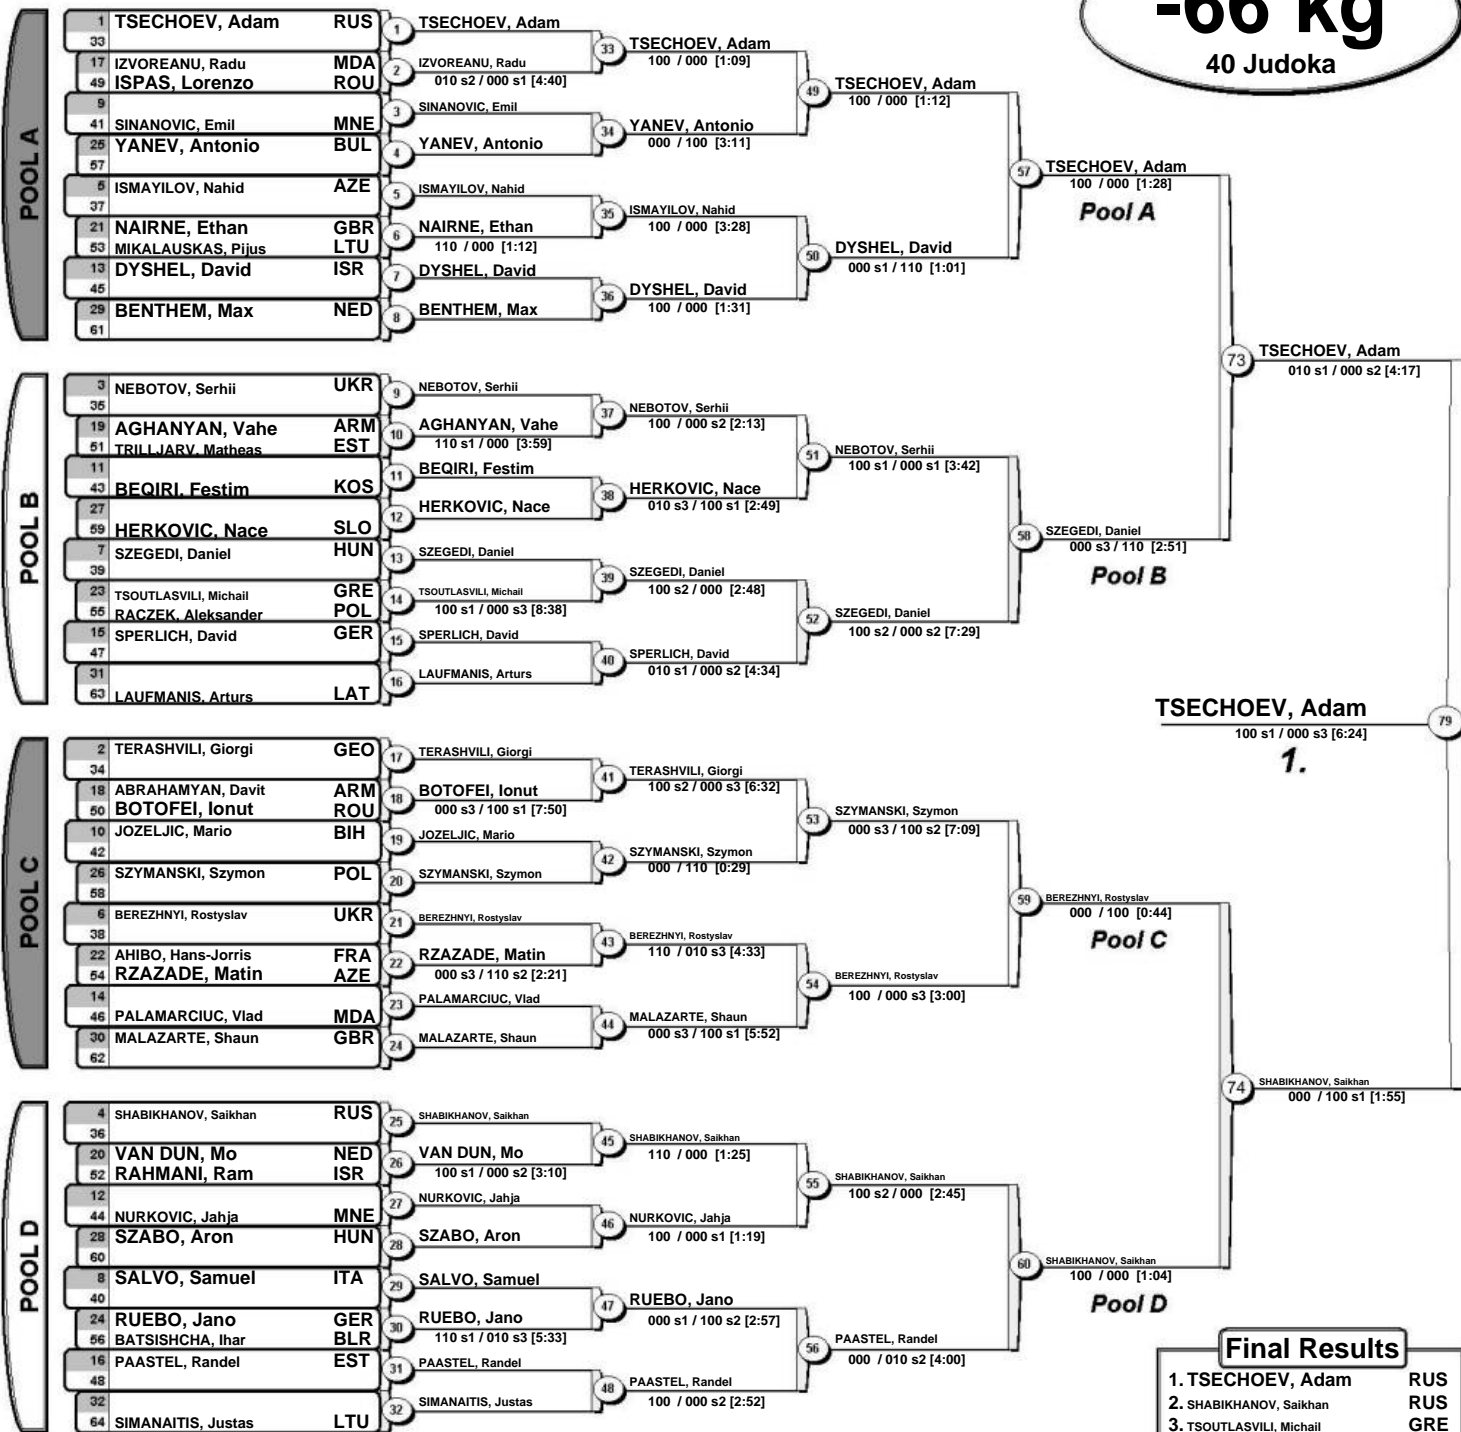 -66 kg
40 Judoka
POOL A
1 TSECHOEV, Adam RUS
33
17 IZVOREANU, Radu MDA
49 ISPAS, Lorenzo ROU
9
41 SINANOVIC, Emil MNE
25 YANEV, Antonio BUL
57
5 ISMAYILOV, Nahid AZE
37
21 NAIRNE, Ethan GBR
53 MIKALAUSKAS, Pijus LTU
13 DYSHEL, David ISR
45
29 BENTHEM, Max NED
61
1 TSECHOEV, Adam
2 IZVOREANU, Radu
010 s2 / 000 s1 [4:40]
3 SINANOVIC, Emil
4 YANEV, Antonio
5 ISMAYILOV, Nahid
6 NAIRNE, Ethan
110 / 000 [1:12]
7 DYSHEL, David
8 BENTHEM, Max
33 TSECHOEV, Adam
100 / 000 [1:09]
34 YANEV, Antonio
000 / 100 [3:11]
35 ISMAYILOV, Nahid
100 / 000 [3:28]
36 DYSHEL, David
100 / 000 [1:31]
49 TSECHOEV, Adam
100 / 000 [1:12]
50 DYSHEL, David
000 s1 / 110 [1:01]
57 TSECHOEV, Adam
100 / 000 [1:28]
Pool A
POOL B
3 NEBOTOV, Serhii UKR
35
19 AGHANYAN, Vahe ARM
51 TRILLJARV, Matheas EST
11
43 BEQIRI, Festim KOS
27
59 HERKOVIC, Nace SLO
7 SZEGEDI, Daniel HUN
39
23 TSOUTLASVILI, Michail GRE
55 RACZEK, Aleksander POL
15 SPERLICH, David GER
47
31
63 LAUFMANIS, Arturs LAT
9 NEBOTOV, Serhii
10 AGHANYAN, Vahe
110 s1 / 000 [3:59]
11 BEQIRI, Festim
12 HERKOVIC, Nace
13 SZEGEDI, Daniel
14 TSOUTLASVILI, Michail
100 s1 / 000 s3 [8:38]
15 SPERLICH, David
16 LAUFMANIS, Arturs
37 NEBOTOV, Serhii
100 / 000 s2 [2:13]
38 HERKOVIC, Nace
010 s3 / 100 s1 [2:49]
39 SZEGEDI, Daniel
100 s2 / 000 [2:48]
40 SPERLICH, David
010 s1 / 000 s2 [4:34]
51 NEBOTOV, Serhii
100 s1 / 000 s1 [3:42]
52 SZEGEDI, Daniel
100 s2 / 000 s2 [7:29]
58 SZEGEDI, Daniel
000 s3 / 110 [2:51]
Pool B
73 TSECHOEV, Adam
010 s1 / 000 s2 [4:17]
TSECHOEV, Adam 79
100 s1 / 000 s3 [6:24]
1.
POOL C
2 TERASHVILI, Giorgi GEO
34
18 ABRAHAMYAN, Davit ARM
50 BOTOFEI, Ionut ROU
10 JOZELJIC, Mario BIH
42
26 SZYMANSKI, Szymon POL
58
6 BEREZHNYI, Rostyslav UKR
38
22 AHIBO, Hans-Jorris FRA
54 RZAZADE, Matin AZE
14
46 PALAMARCIUC, Vlad MDA
30 MALAZARTE, Shaun GBR
62
17 TERASHVILI, Giorgi
18 BOTOFEI, Ionut
000 s3 / 100 s1 [7:50]
19 JOZELJIC, Mario
20 SZYMANSKI, Szymon
21 BEREZHNYI, Rostyslav
22 RZAZADE, Matin
000 s3 / 110 s2 [2:21]
23 PALAMARCIUC, Vlad
24 MALAZARTE, Shaun
41 TERASHVILI, Giorgi
100 s2 / 000 s3 [6:32]
42 SZYMANSKI, Szymon
000 / 110 [0:29]
43 BEREZHNYI, Rostyslav
110 / 010 s3 [4:33]
44 MALAZARTE, Shaun
000 s3 / 100 s1 [5:52]
53 SZYMANSKI, Szymon
000 s3 / 100 s2 [7:09]
54 BEREZHNYI, Rostyslav
100 / 000 s3 [3:00]
59 BEREZHNYI, Rostyslav
000 / 100 [0:44]
Pool C
POOL D
4 SHABIKHANOV, Saikhan RUS
36
20 VAN DUN, Mo NED
52 RAHMANI, Ram ISR
12
44 NURKOVIC, Jahja MNE
28 SZABO, Aron HUN
60
8 SALVO, Samuel ITA
40
24 RUEBO, Jano GER
56 BATSISHCHA, Ihar BLR
16 PAASTEL, Randel EST
48
32
64 SIMANAITIS, Justas LTU
25 SHABIKHANOV, Saikhan
26 VAN DUN, Mo
100 s1 / 000 s2 [3:10]
27 NURKOVIC, Jahja
28 SZABO, Aron
29 SALVO, Samuel
30 RUEBO, Jano
110 s1 / 010 s3 [5:33]
31 PAASTEL, Randel
32 SIMANAITIS, Justas
45 SHABIKHANOV, Saikhan
110 / 000 [1:25]
46 NURKOVIC, Jahja
100 / 000 s1 [1:19]
47 RUEBO, Jano
000 s1 / 100 s2 [2:57]
48 PAASTEL, Randel
100 / 000 s2 [2:52]
55 SHABIKHANOV, Saikhan
100 s2 / 000 [2:45]
56 PAASTEL, Randel
000 / 010 s2 [4:00]
60 SHABIKHANOV, Saikhan
100 / 000 [1:04]
Pool D
74 SHABIKHANOV, Saikhan
000 / 100 s1 [1:55]
Final Results
1. TSECHOEV, Adam RUS
2. SHABIKHANOV, Saikhan RUS
3. TSOUTLASVILI, Michail GRE